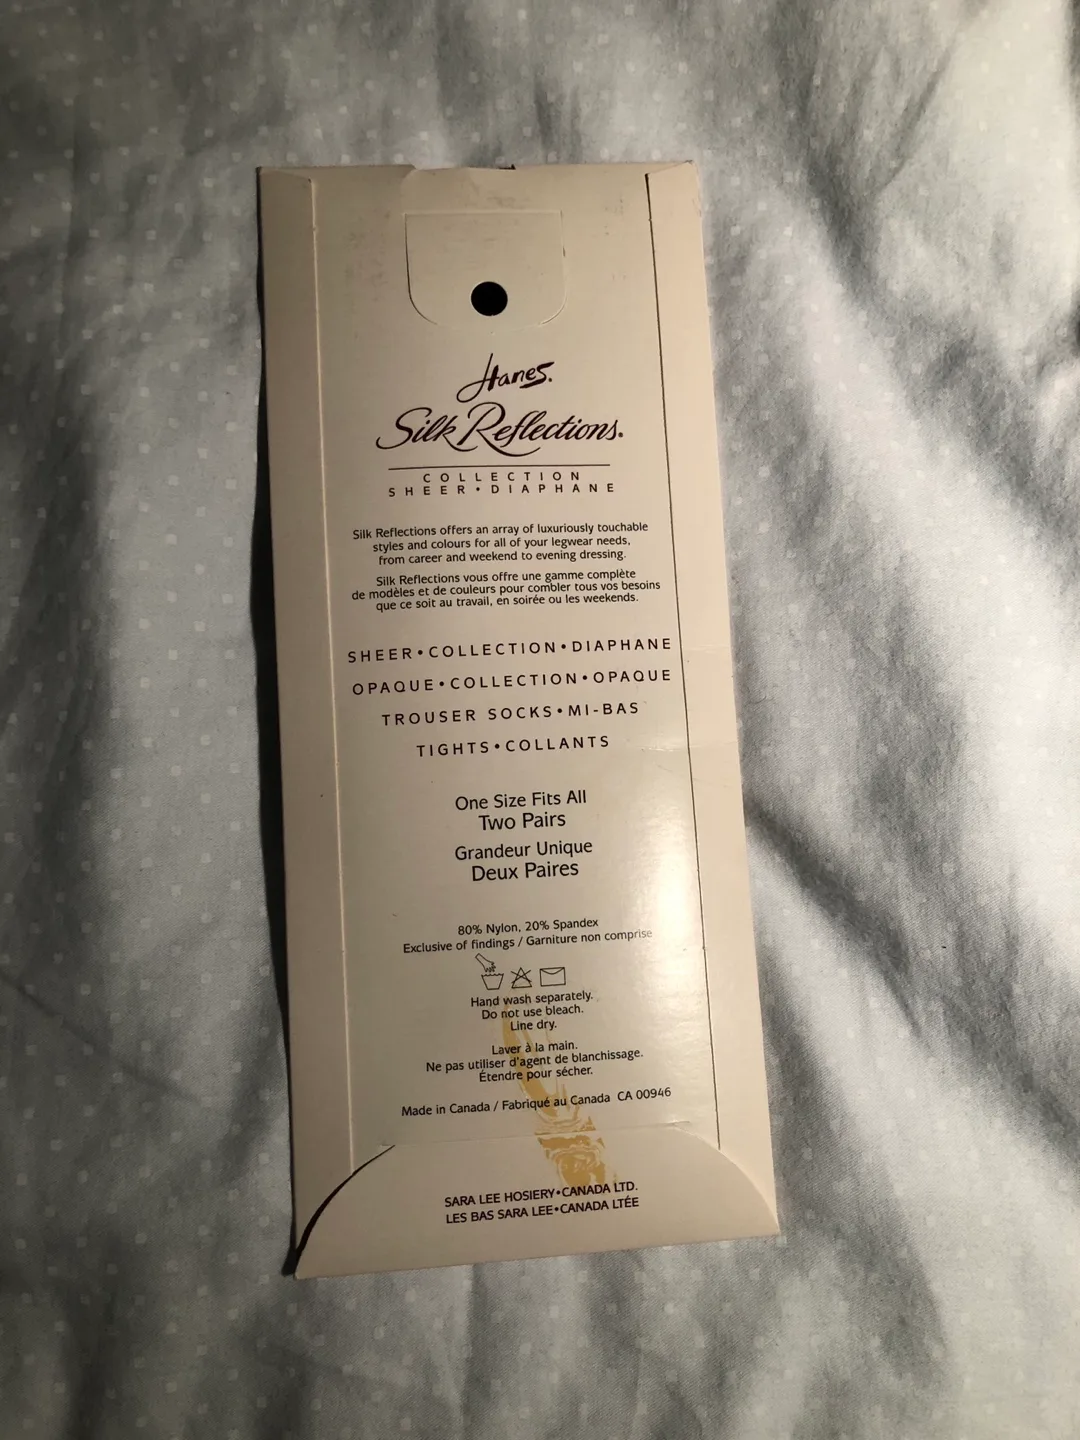 Hanes.
Silk Reflections.
COLLECTION
SHEER • DIAPHANE
Silk Reflections offers an array of luxuriously touchable
styles and colours for all of your legwear needs,
from career and weekend to evening dressing.
Silk Reflections vous offre une gamme complète
de modèles et de couleurs pour combler tous vos besoins
que ce soit au travail, en soirée ou les weekends.
SHEER • COLLECTION • DIAPHANE
OPAQUE • COLLECTION • OPAQUE
TROUSER SOCKS • MI-BAS
TIGHTS • COLLANTS
One Size Fits All
Two Pairs
Grandeur Unique
Deux Paires
80% Nylon, 20% Spandex
Exclusive of findings / Garniture non comprise
Hand wash separately.
Do not use bleach.
Line dry.
Laver à la main.
Ne pas utiliser d'agent de blanchissage.
Étendre pour sécher.
Made in Canada / Fabriqué au Canada CA 00946
SARA LEE HOSIERY • CANADA LTD.
LES BAS SARA LEE • CANADA LTÉE